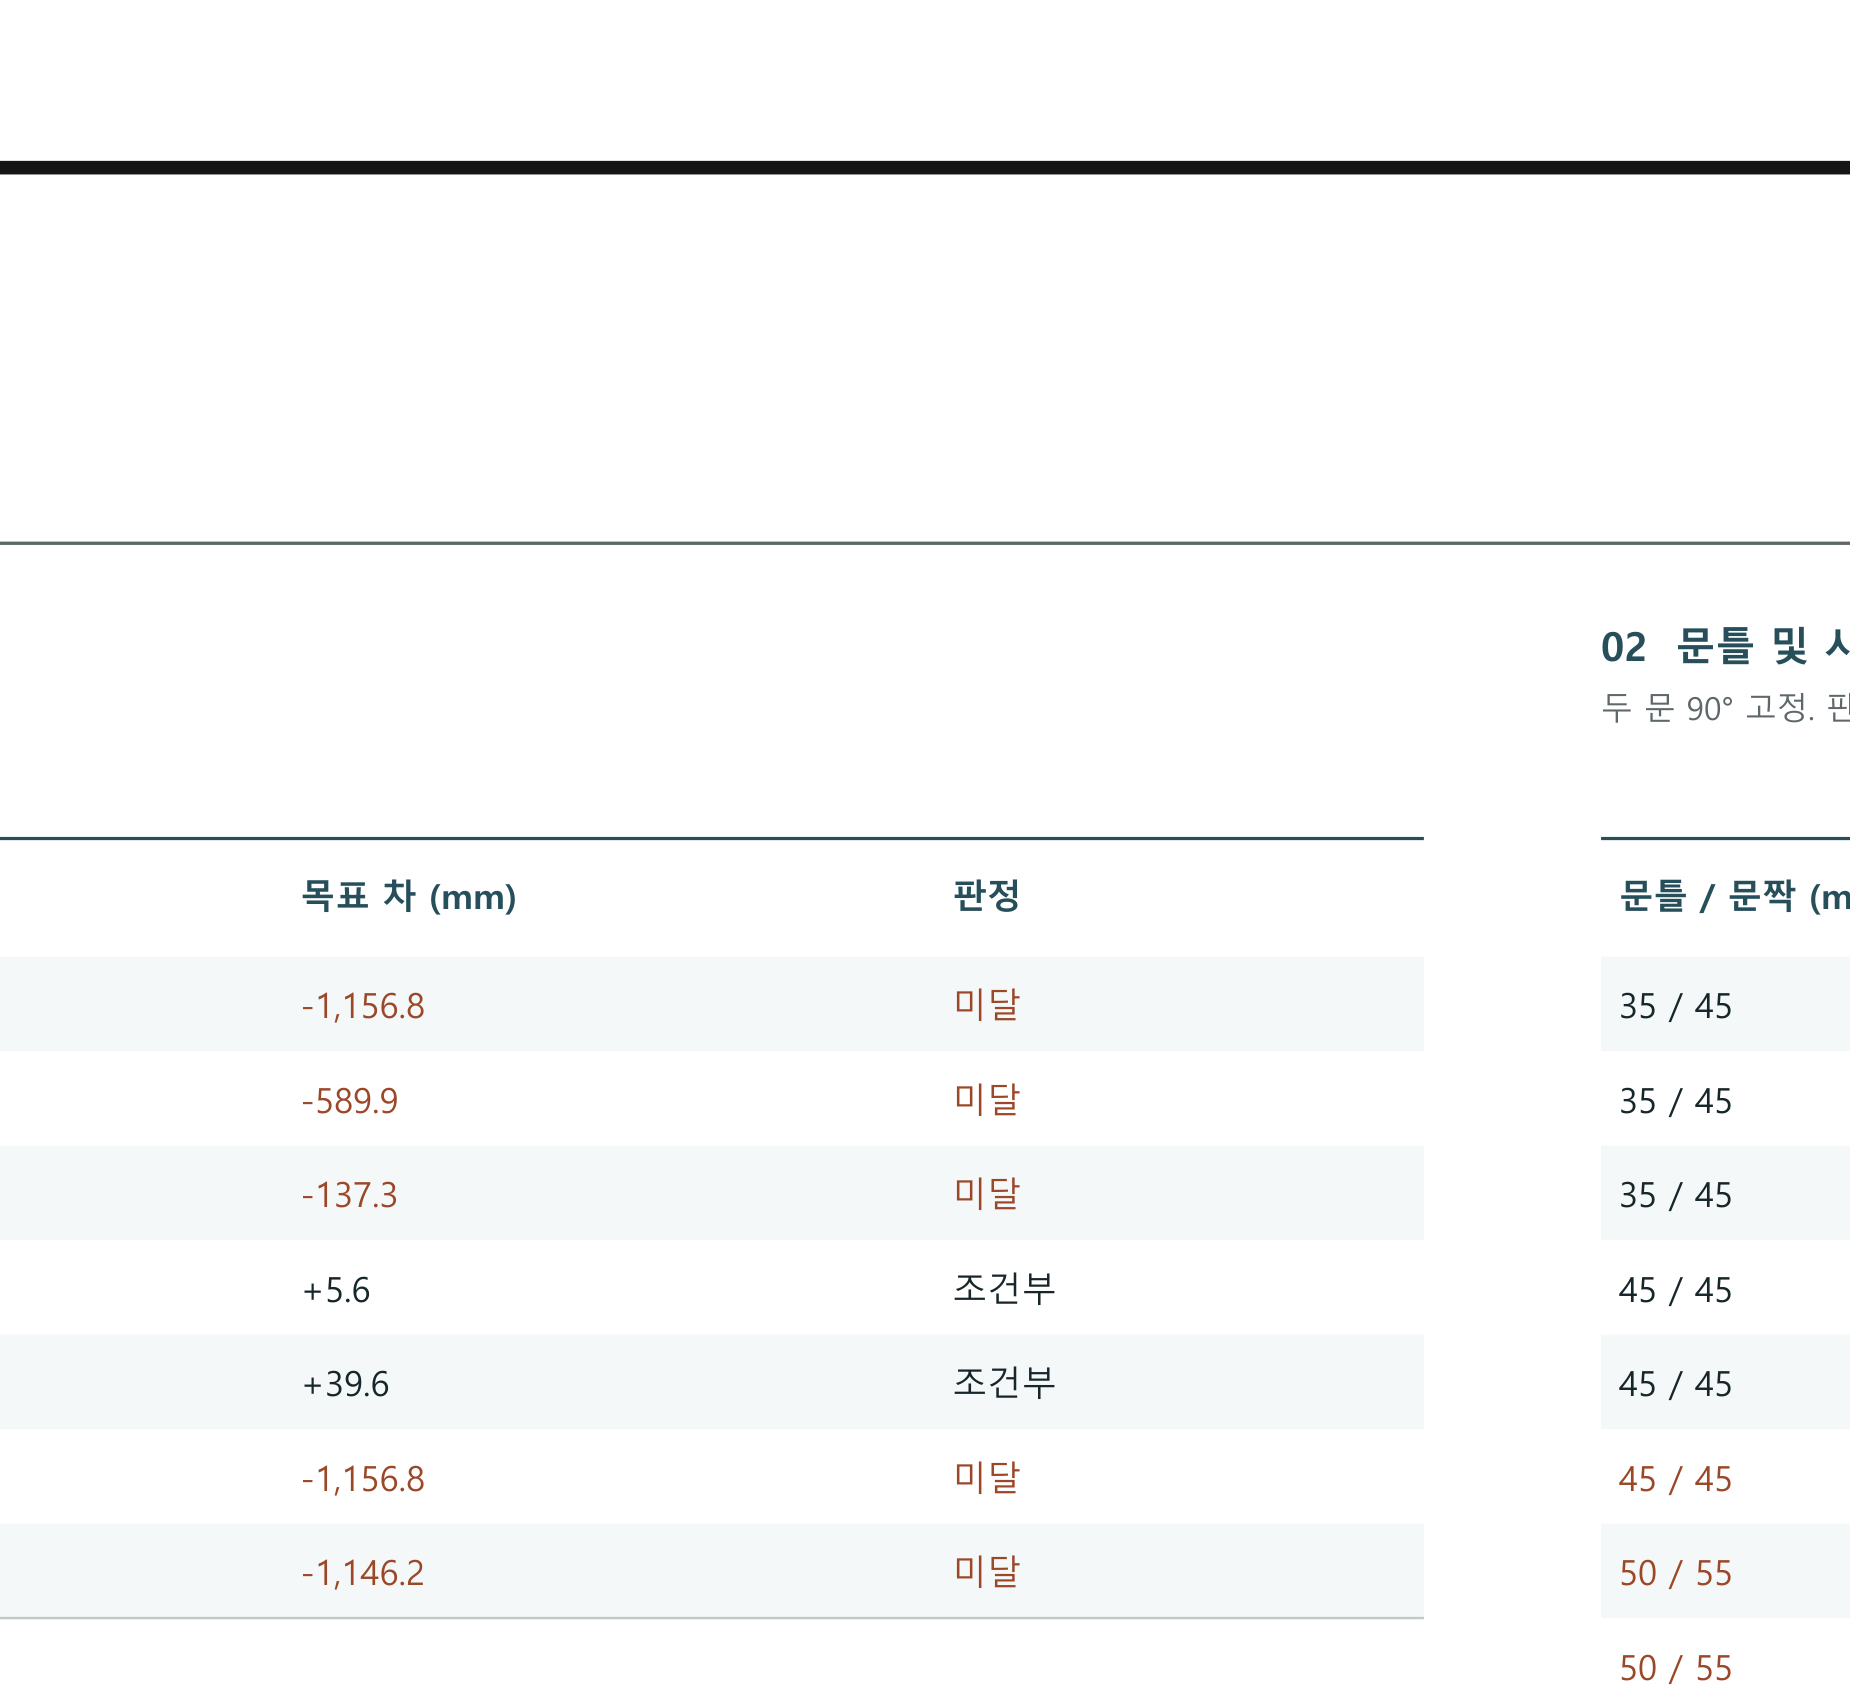 02 문틀 및
두 문 90° 고정.
목표 차 (mm) 판정
-1,156.8 미달
-589.9 미달
-137.3 미달
+5.6 조건부
+39.6 조건부
-1,156.8 미달
-1,146.2 미달
문틀 / 문짝
35 / 45
35 / 45
35 / 45
45 / 45
45 / 45
45 / 45
50 / 55
50 / 55